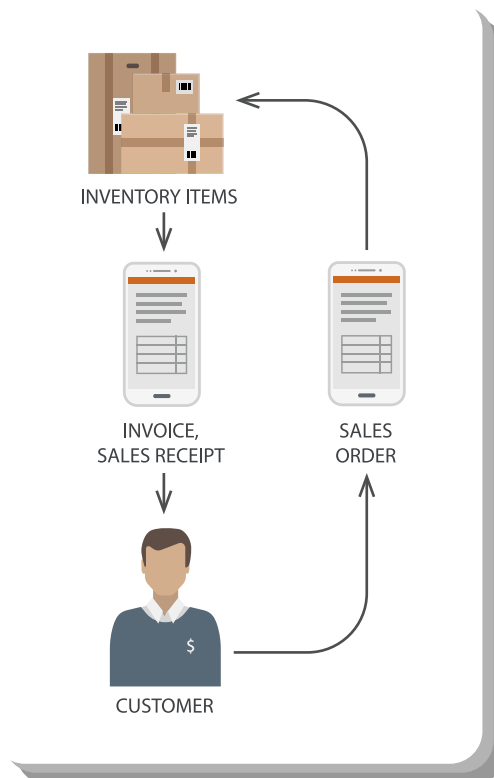 INVENTORY ITEMS
INVOICE,
SALES RECEIPT
SALES
ORDER
$
CUSTOMER